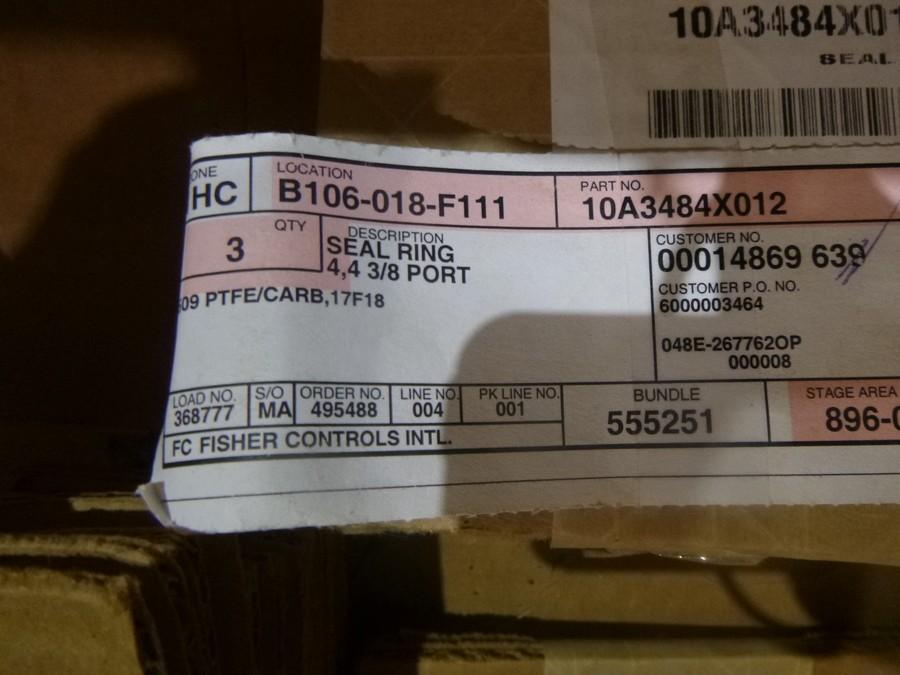 10A3484X01
SEAL
ONE
HC
LOCATION
B106-018-F111
PART NO.
10A3484X012
QTY
3
DESCRIPTION
SEAL RING
4,4 3/8 PORT
09 PTFE/CARB,17F18
CUSTOMER NO.
00014869 639
CUSTOMER P.O. NO.
6000003464
048E-267762OP
000008
LOAD NO.
368777
S/O
MA
ORDER NO.
495488
LINE NO.
004
PK LINE NO.
001
BUNDLE
555251
STAGE AREA
896-0
FC FISHER CONTROLS INTL.